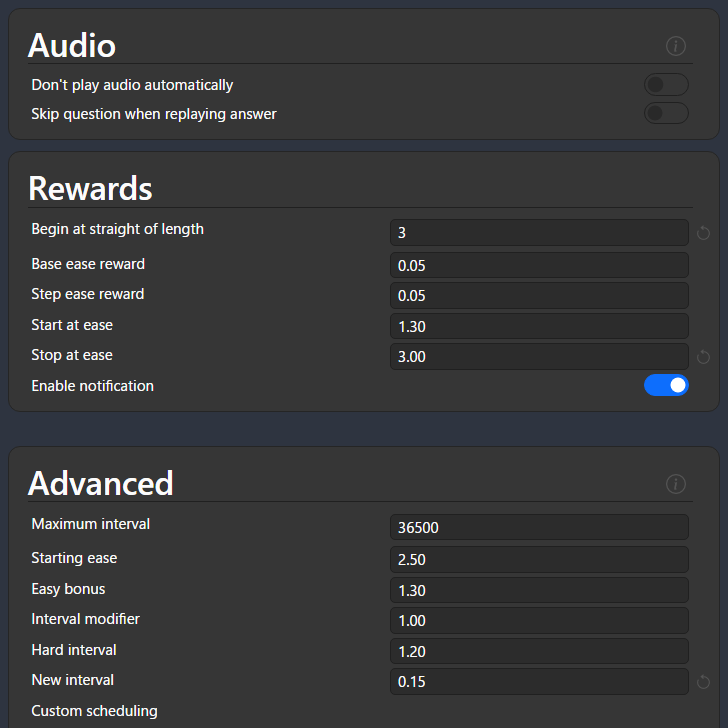 Audio
Don't play audio automatically
Skip question when replaying answer
Rewards
Begin at straight of length 3
Base ease reward 0.05
Step ease reward 0.05
Start at ease 1.30
Stop at ease 3.00
Enable notification
Advanced
Maximum interval 36500
Starting ease 2.50
Easy bonus 1.30
Interval modifier 1.00
Hard interval 1.20
New interval 0.15
Custom scheduling